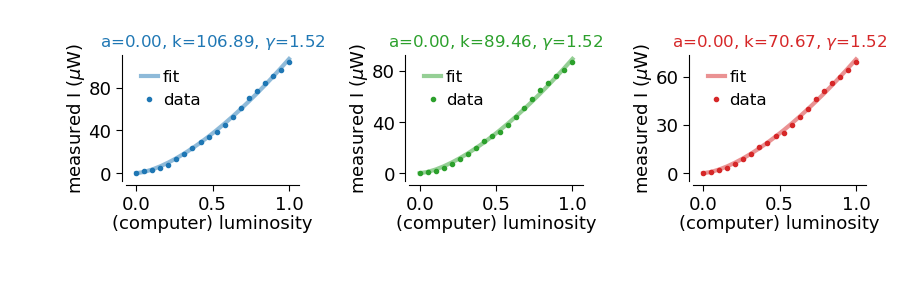 a=0.00, k=106.89, γ=1.52
measured I (μW)
80
40
0
fit
data
0.0 0.5 1.0
(computer) luminosity
a=0.00, k=89.46, γ=1.52
measured I (μW)
80
40
0
fit
data
0.0 0.5 1.0
(computer) luminosity
a=0.00, k=70.67, γ=1.52
measured I (μW)
60
30
0
fit
data
0.0 0.5 1.0
(computer) luminosity